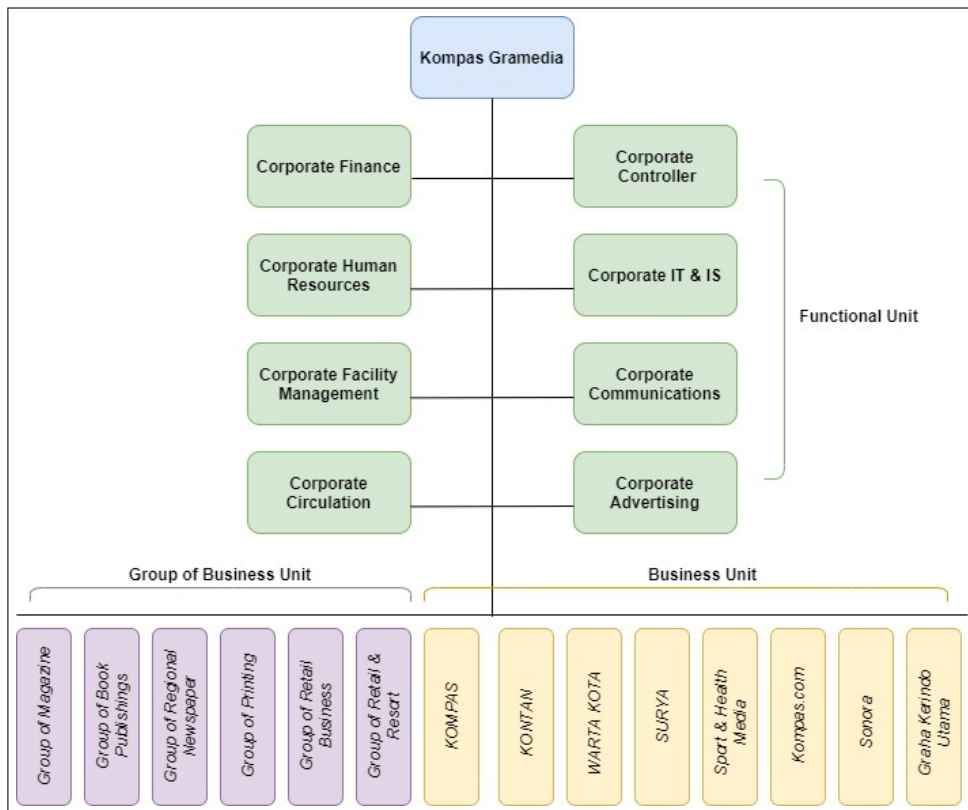 Kompas Gramedia
Corporate Finance
Corporate
Controller
Corporate Human
Resources
Corporate IT & IS
Functional Unit
Corporate Facility
Management
Corporate
Communications
Corporate
Circulation
Corporate
Advertising
Group of Business Unit
Business Unit
Group of Magazine
Group of Book
Publishings
Group of Regional
Newspaper
Group of Printing
Group of Retail
Business
Group of Retail &
Resort
KOMPAS
KONTAN
WARTA KOTA
SURYA
Sport & Health
Media
Kompas.com
Sonora
Graha Kerindo
Utama